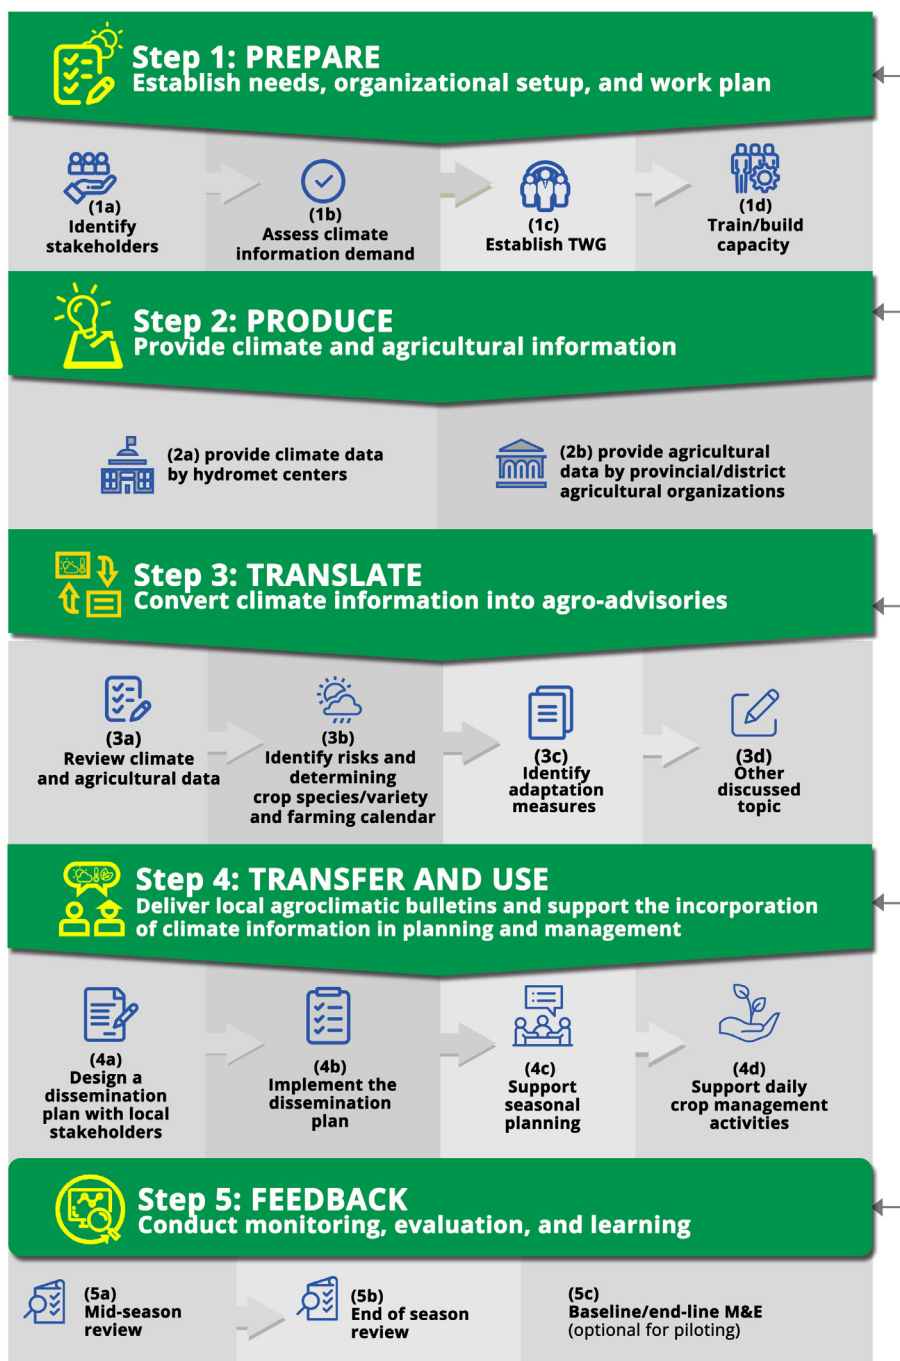 Step 1: PREPARE
Establish needs, organizational setup, and work plan
(1a)
Identify
stakeholders
(1b)
Assess climate
information demand
(1c)
Establish TWG
(1d)
Train/build
capacity
Step 2: PRODUCE
Provide climate and agricultural information
(2a) provide climate data
by hydromet centers
(2b) provide agricultural
data by provincial/district
agricultural organizations
Step 3: TRANSLATE
Convert climate information into agro-advisories
(3a)
Review climate
and agricultural data
(3b)
Identify risks and
determining
crop species/variety
and farming calendar
(3c)
Identify
adaptation
measures
(3d)
Other
discussed
topic
Step 4: TRANSFER AND USE
Deliver local agroclimatic bulletins and support the incorporation
of climate information in planning and management
(4a)
Design a
dissemination
plan with local
stakeholders
(4b)
Implement the
dissemination
plan
(4c)
Support
seasonal
planning
(4d)
Support daily
crop management
activities
Step 5: FEEDBACK
Conduct monitoring, evaluation, and learning
(5a)
Mid-season
review
(5b)
End of season
review
(5c)
Baseline/end-line M&E
(optional for piloting)